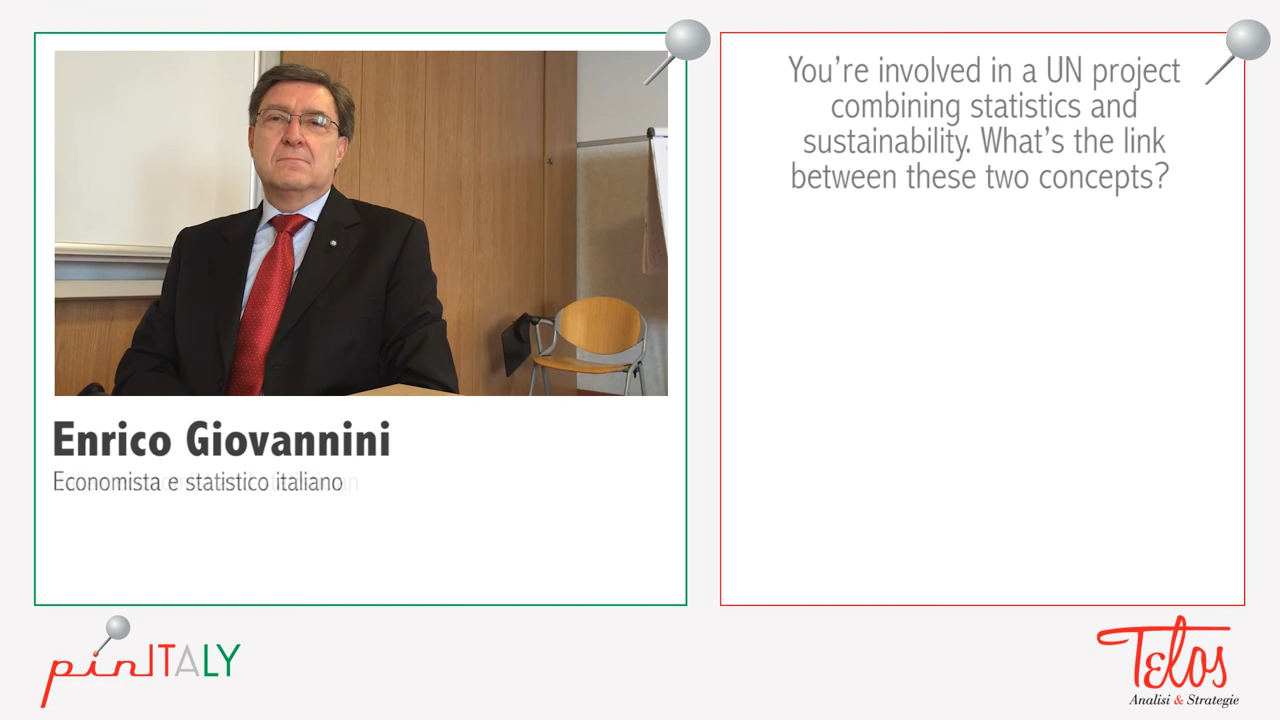 You're involved in a UN project
combining statistics and
sustainability. What's the link
between these two concepts?
Enrico Giovannini
Economista e statistico italiano
pinITALY
Telos
Analisi & Strategie